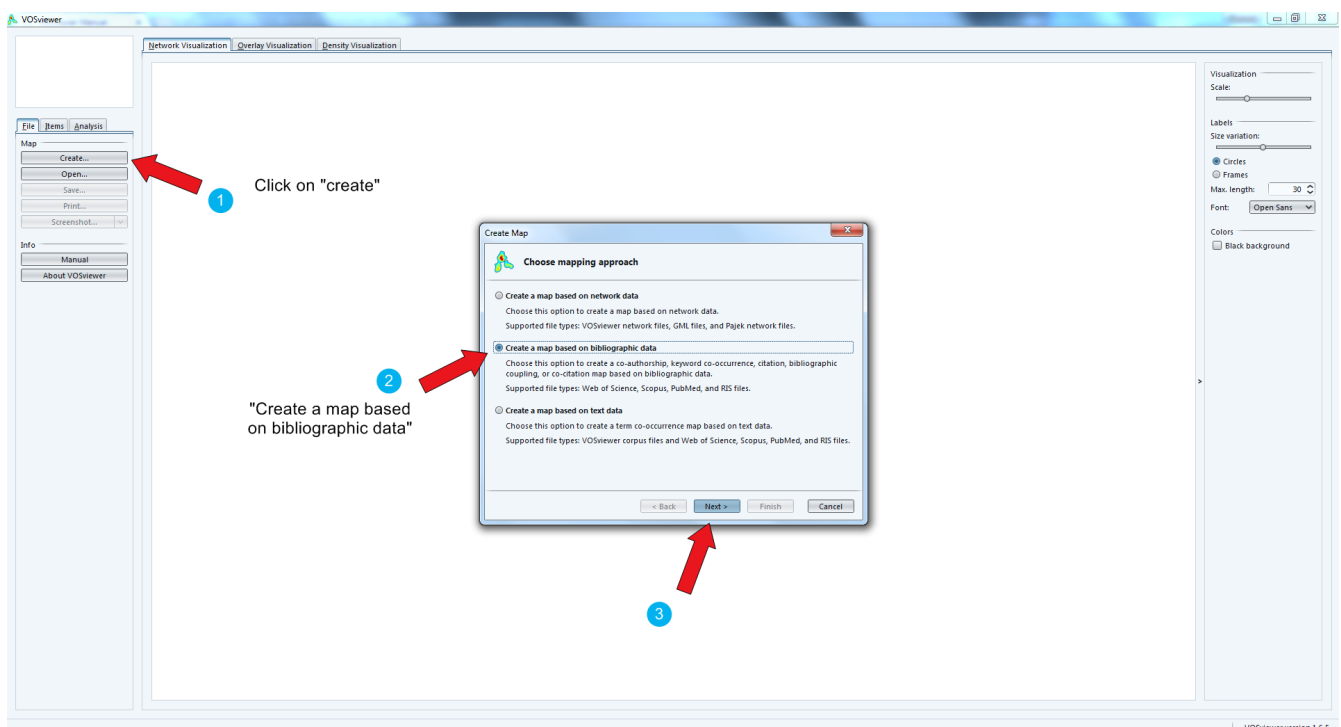 VOSviewer
Network Visualization Overlay Visualization Density Visualization
File Items Analysis
Map
Create...
Open...
Save...
Print...
Screenshot...
Info
Manual
About VOSviewer
1
Click on "create"
2
"Create a map based
on bibliographic data"
Create Map
Choose mapping approach
Create a map based on network data
Choose this option to create a map based on network data.
Supported file types: VOSviewer network files, GML files, and Pajek network files.
Create a map based on bibliographic data
Choose this option to create a co-authorship, keyword co-occurrence, citation, bibliographic
coupling, or co-citation map based on bibliographic data.
Supported file types: Web of Science, Scopus, PubMed, and RIS files.
Create a map based on text data
Choose this option to create a term co-occurrence map based on text data.
Supported file types: VOSviewer corpus files and Web of Science, Scopus, PubMed, and RIS files.
< Back Next > Finish Cancel
3
>
Visualization
Scale:
Labels
Size variation:
Circles
Frames
Max. length: 30
Font: Open Sans
Colors
Black background
VOSviewer version 1.6.5